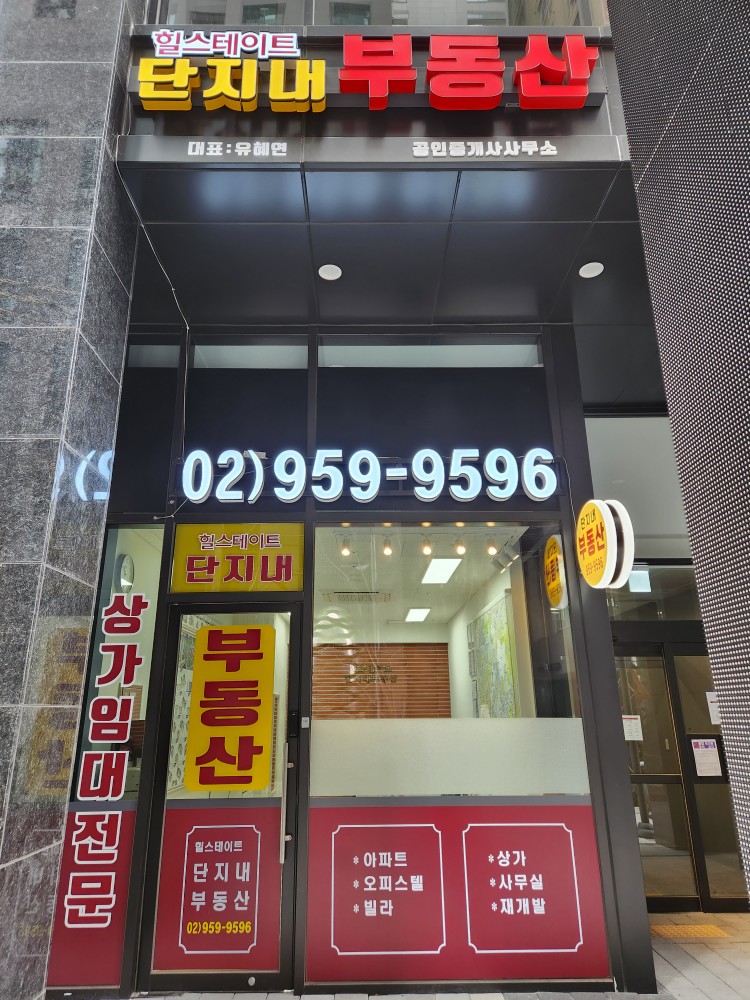 힐스테이트
단지내 부동산
대표:유혜연 공인중개사사무소
02)959-9596
힐스테이트
단지내
단지내
부동산
959-9596
상가임대전문
부동산
힐스테이트
단지내
부동산
02)959-9596
*아파트
*오피스텔
*빌라
*상가
*사무실
*재개발